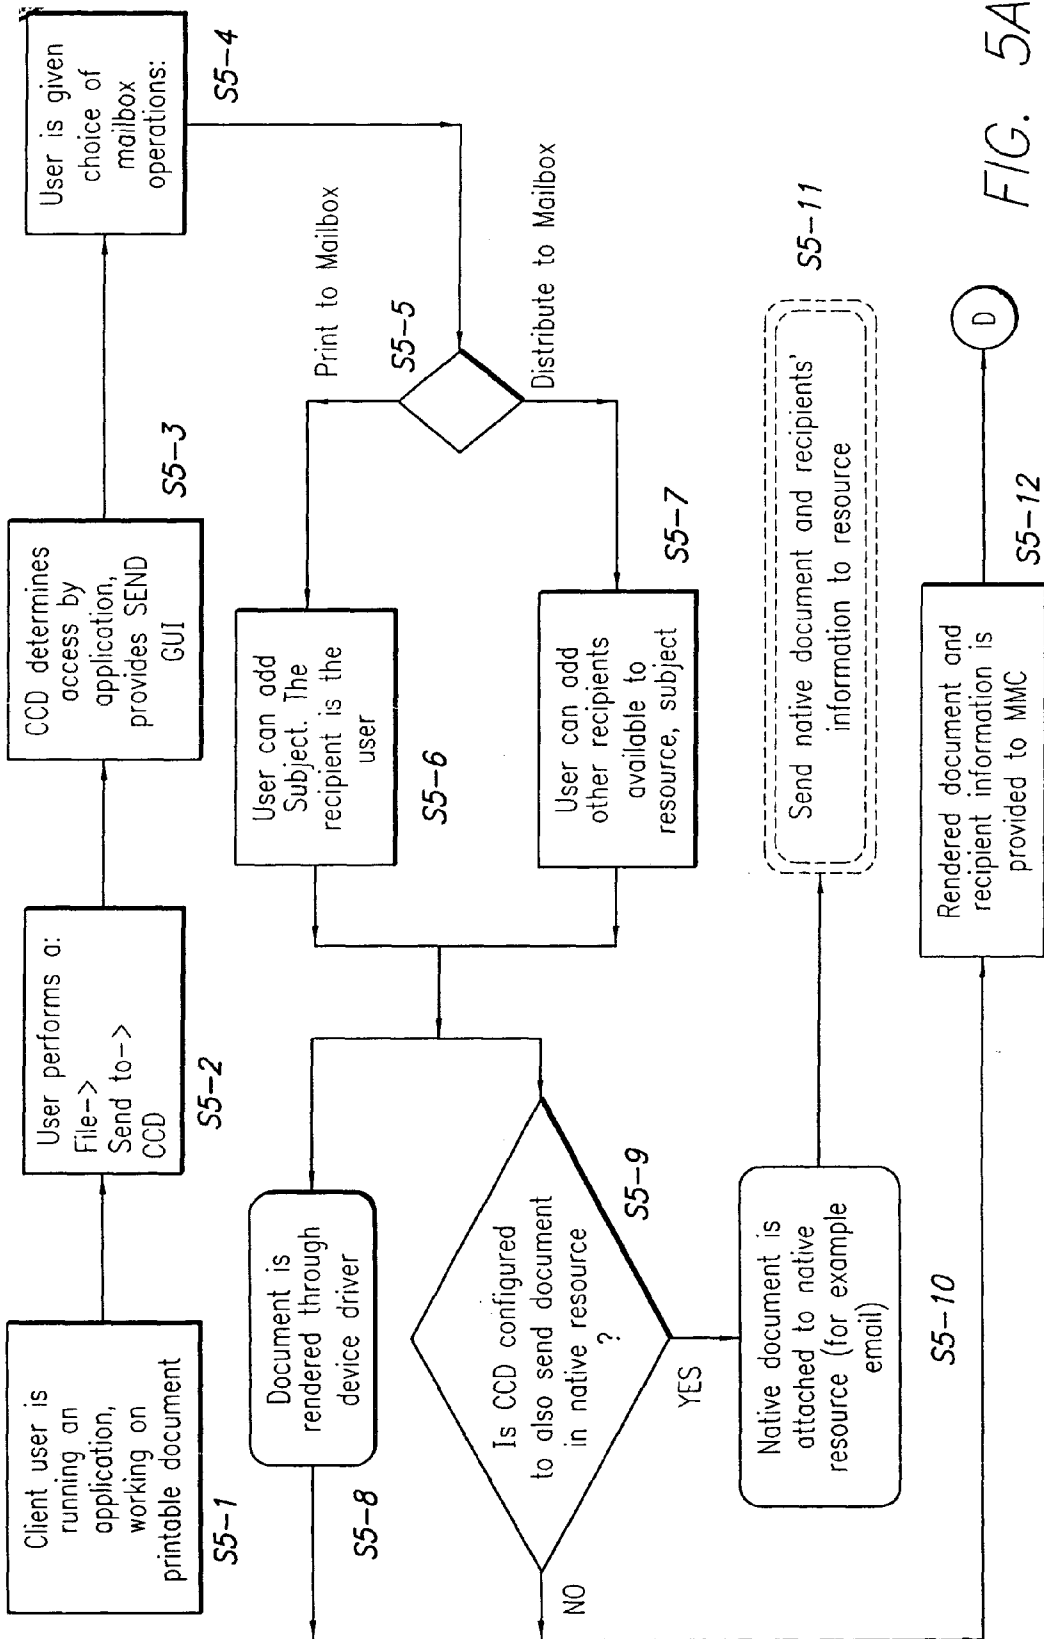 Client user is
running an
application,
working on
printable document
S5-1
User performs a:
File-->
Send to-->
CCD
S5-2
CCD determines
access by
application,
provides SEND
GUI
S5-3
User is given
choice of
mailbox
operations:
S5-4
Print to Mailbox
S5-5
Distribute to Mailbox
User can add
Subject. The
recipient is the
user
S5-6
User can add
other recipients
available to
resource, subject
S5-7
Document is
rendered through
device driver
S5-8
Is CCD configured
to also send document
in native resource
?
S5-9
NO
YES
Native document is
attached to native
resource (for example
email)
S5-10
Send native document and recipients'
information to resource
S5-11
Rendered document and
recipient information is
provided to MMC
S5-12
D
FIG. 5A